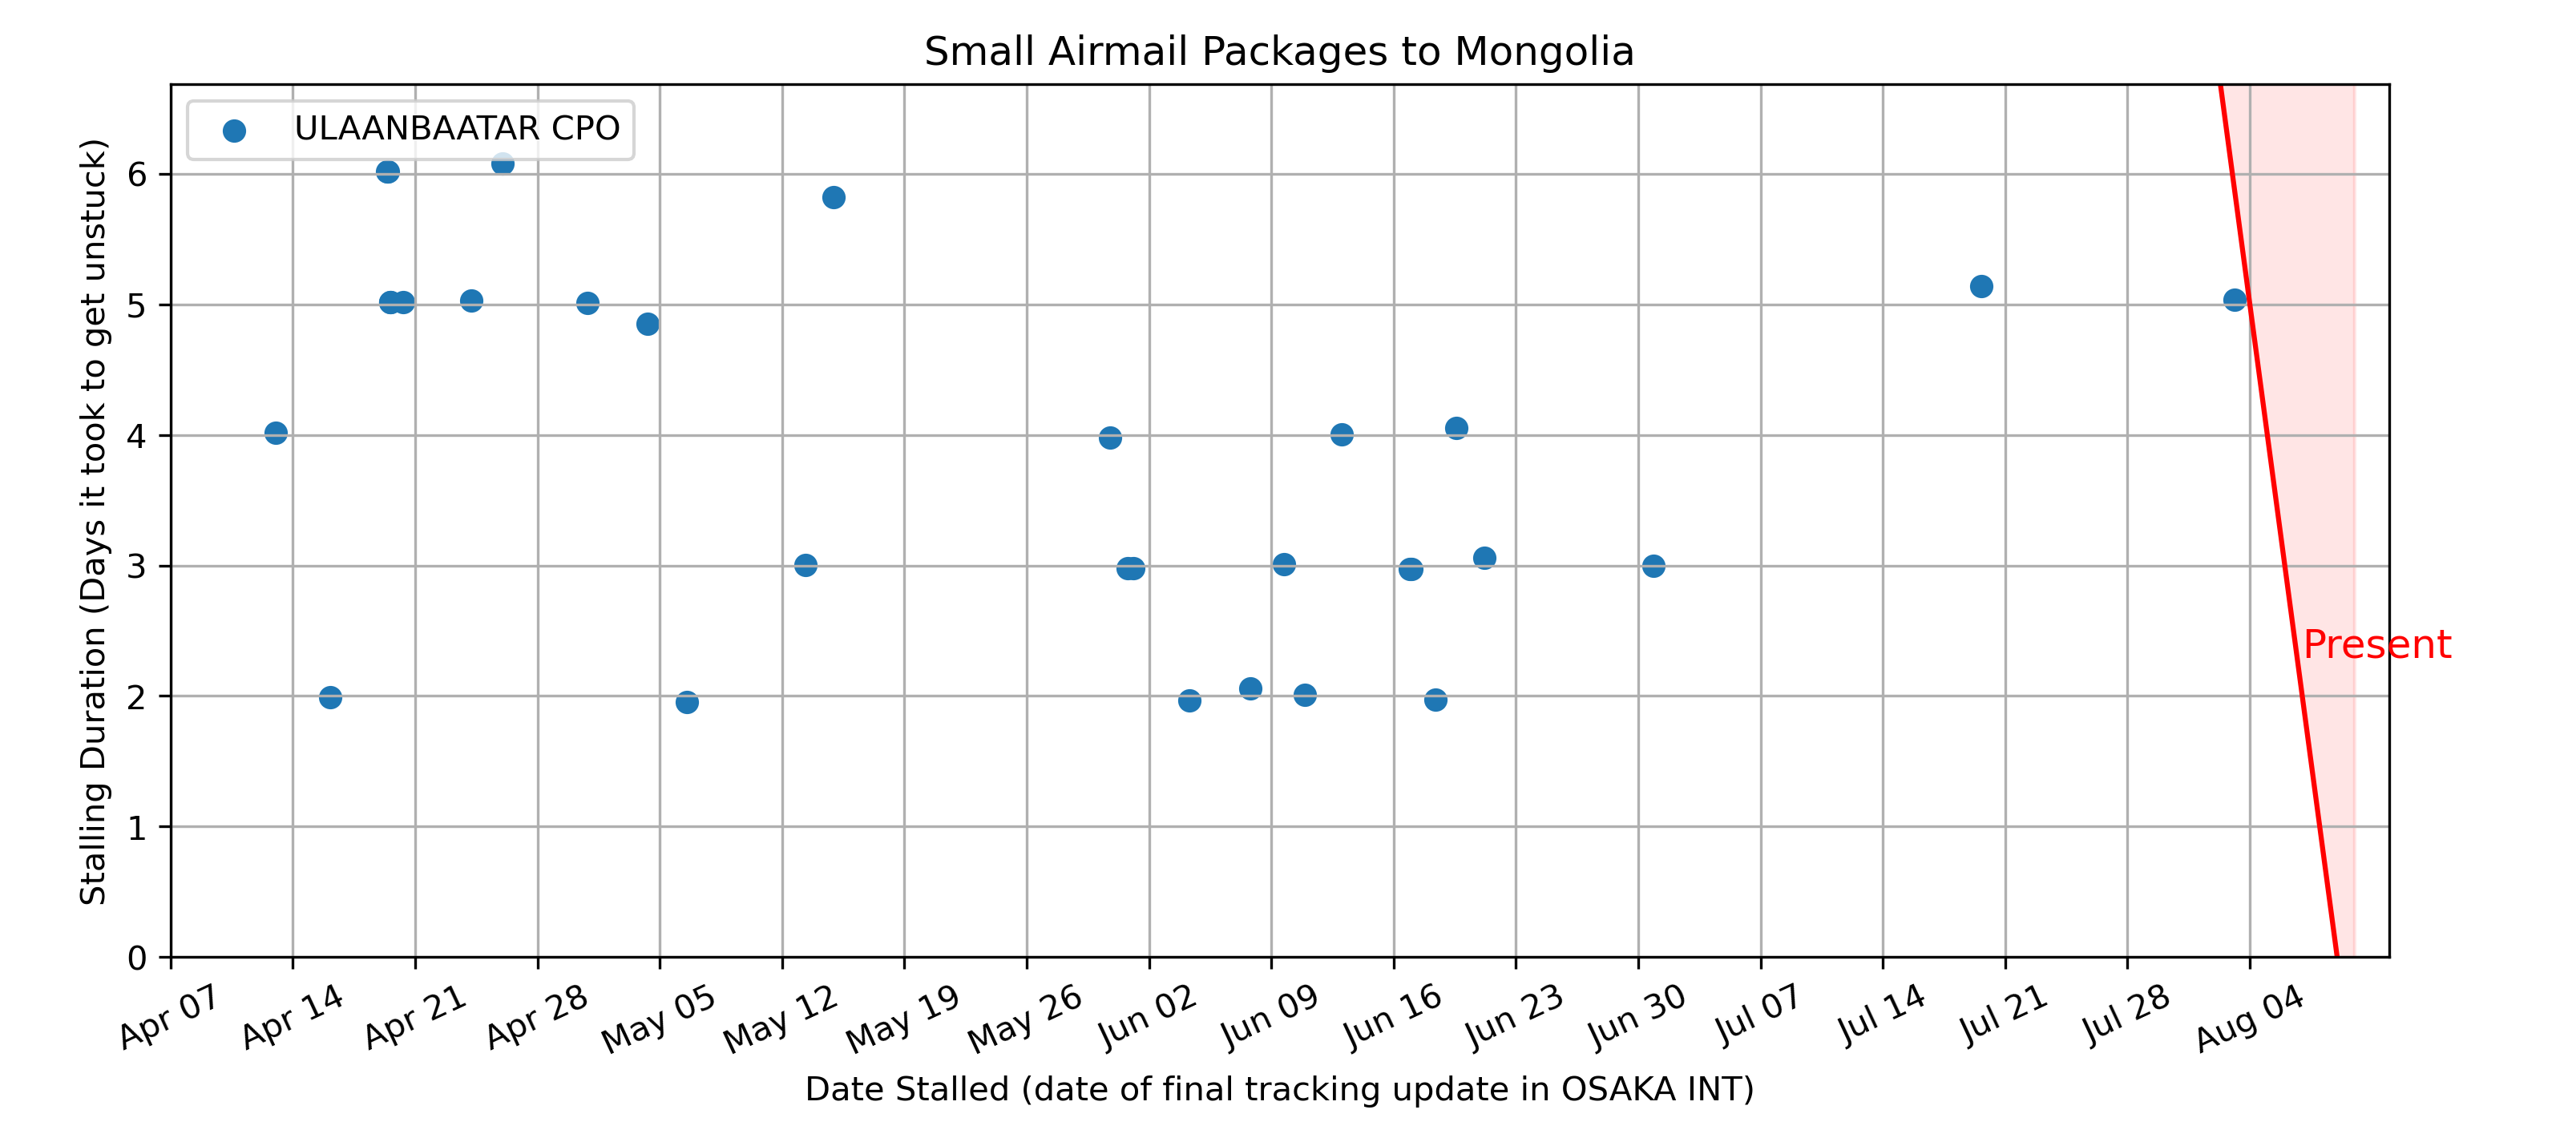 Small Airmail Packages to Mongolia
ULAANBAATAR CPO
Stalling Duration (Days it took to get unstuck)
6
5
4
3
2
1
0
Present
Apr 07
Apr 14
Apr 21
Apr 28
May 05
May 12
May 19
May 26
Jun 02
Jun 09
Jun 16
Jun 23
Jun 30
Jul 07
Jul 14
Jul 21
Jul 28
Aug 04
Date Stalled (date of final tracking update in OSAKA INT)